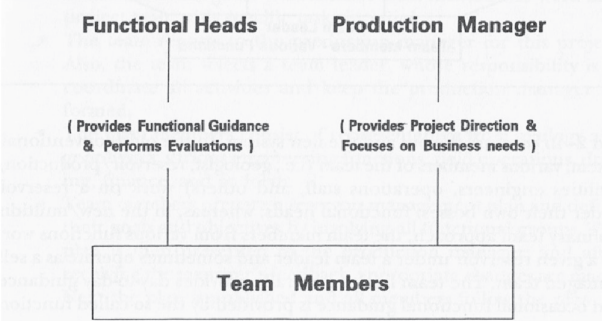 Functional Heads Production Manager
( Provides Functional Guidance ( Provides Project Direction &
& Performs Evaluations ) Focuses on Business needs )
Team Members